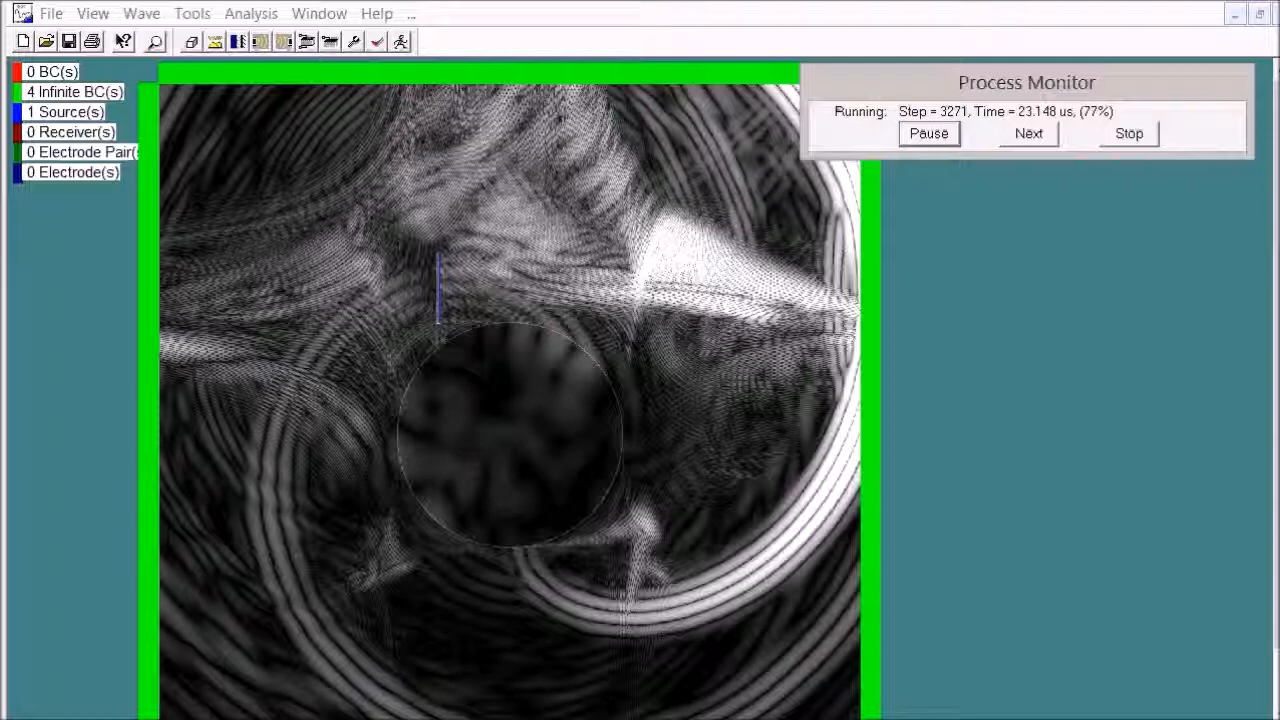 File View Wave Tools Analysis Window Help ...
0 BC(s)
4 Infinite BC(s)
1 Source(s)
0 Receiver(s)
0 Electrode Pair(s
0 Electrode(s)
Process Monitor
Running: Step = 3271, Time = 23.148 us, (77%)
Pause Next Stop